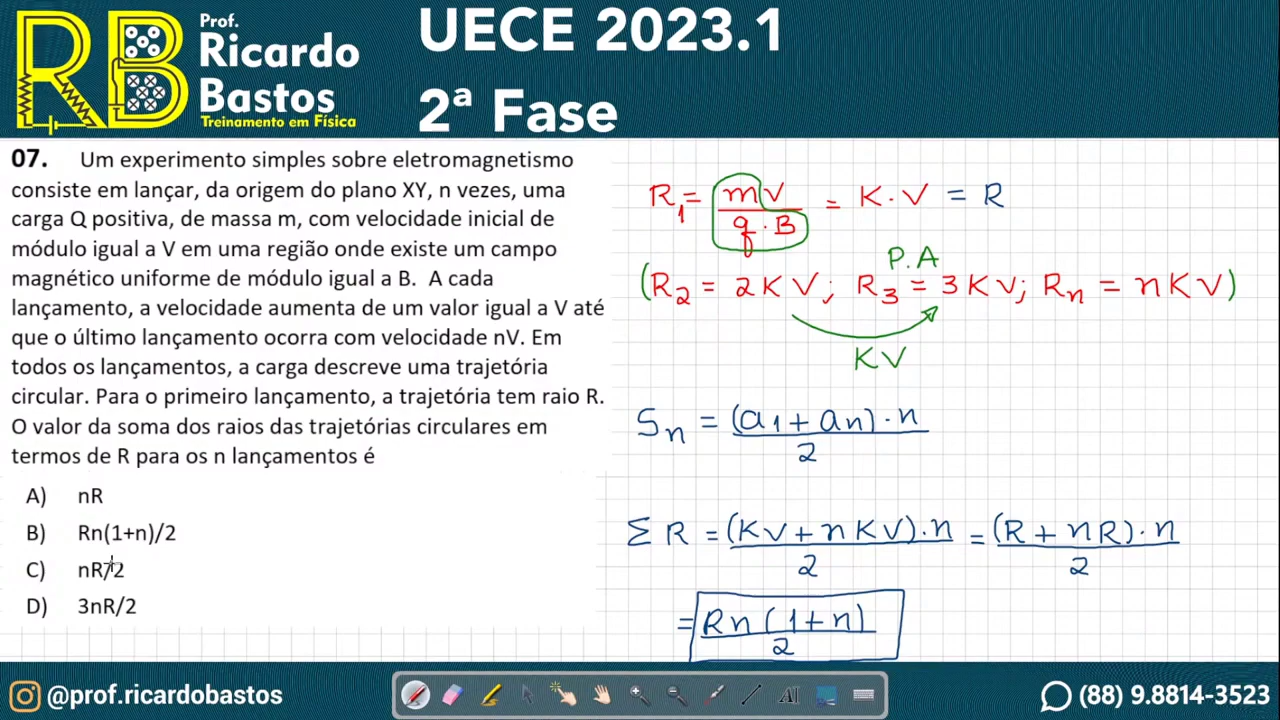 RB
Prof.
Ricardo
Bastos
Treinamento em Física
UECE 2023.1
2ª Fase
07. Um experimento simples sobre eletromagnetismo
consiste em lançar, da origem do plano XY, n vezes, uma
carga Q positiva, de massa m, com velocidade inicial de
módulo igual a V em uma região onde existe um campo
magnético uniforme de módulo igual a B. A cada
lançamento, a velocidade aumenta de um valor igual a V até
que o último lançamento ocorra com velocidade nV. Em
todos os lançamentos, a carga descreve uma trajetória
circular. Para o primeiro lançamento, a trajetória tem raio R.
O valor da soma dos raios das trajetórias circulares em
termos de R para os n lançamentos é
A) nR
B) Rn(1+n)/2
C) nR/2
D) 3nR/2
R₁ = mV / q·B = K·V = R
P.A
(R₂ = 2KV; R₃ = 3KV; Rn = nKV)
KV
Sn = (a₁ + an)·n / 2
Σ R = (KV + nKV)·n / 2 = (R + nR)·n / 2
= Rn(1+n) / 2
@prof.ricardobastos
AI
(88) 9.8814-3523